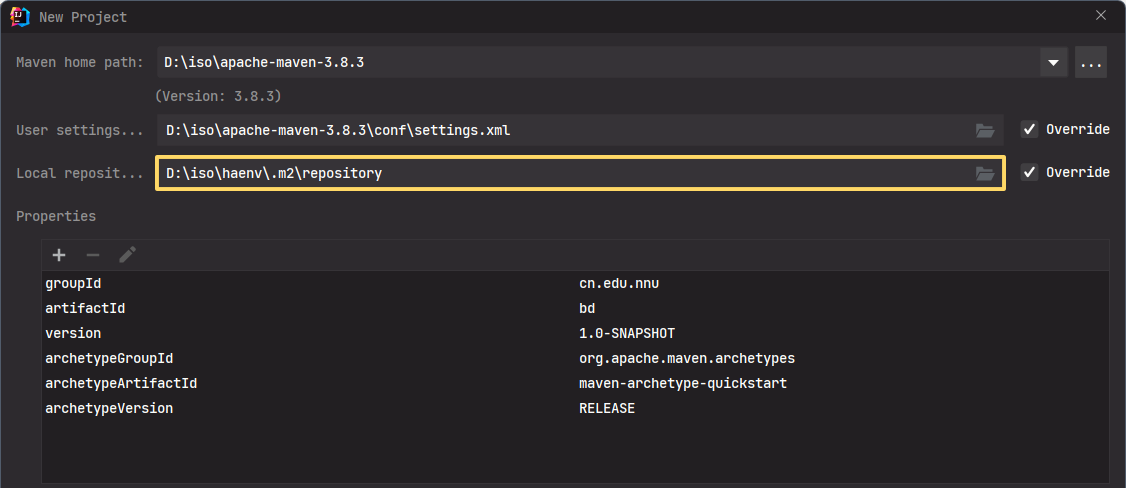 New Project
Maven home path: D:\iso\apache-maven-3.8.3 ...
(Version: 3.8.3)
User settings... D:\iso\apache-maven-3.8.3\conf\settings.xml Override
Local reposit... D:\iso\haenv\.m2\repository Override
Properties
groupId cn.edu.nnu
artifactId bd
version 1.0-SNAPSHOT
archetypeGroupId org.apache.maven.archetypes
archetypeArtifactId maven-archetype-quickstart
archetypeVersion RELEASE